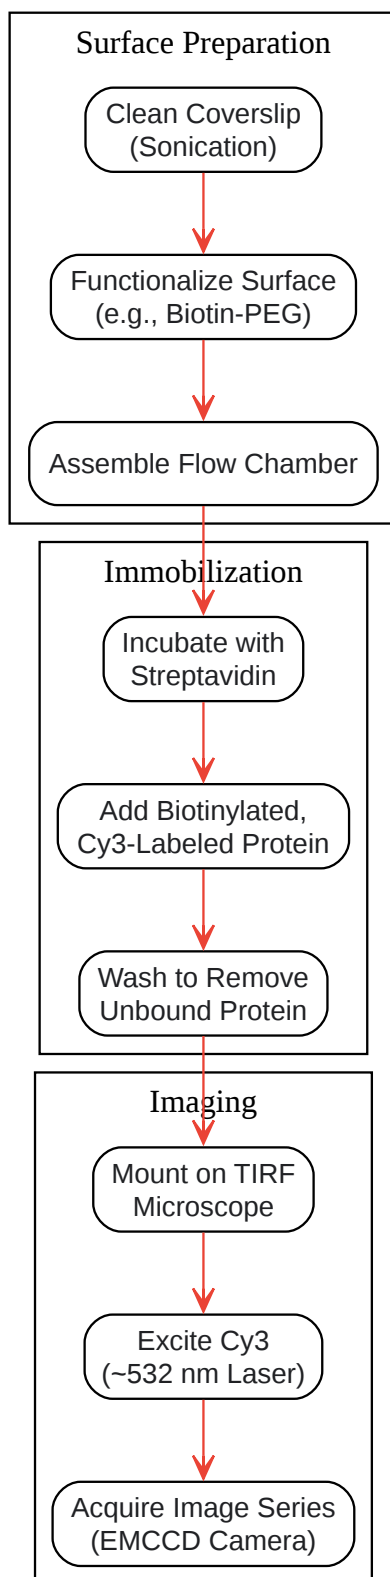 Surface Preparation
Clean Coverslip
(Sonication)
Functionalize Surface
(e.g., Biotin-PEG)
Assemble Flow Chamber
Immobilization
Incubate with
Streptavidin
Add Biotinylated,
Cy3-Labeled Protein
Wash to Remove
Unbound Protein
Imaging
Mount on TIRF
Microscope
Excite Cy3
(~532 nm Laser)
Acquire Image Series
(EMCCD Camera)